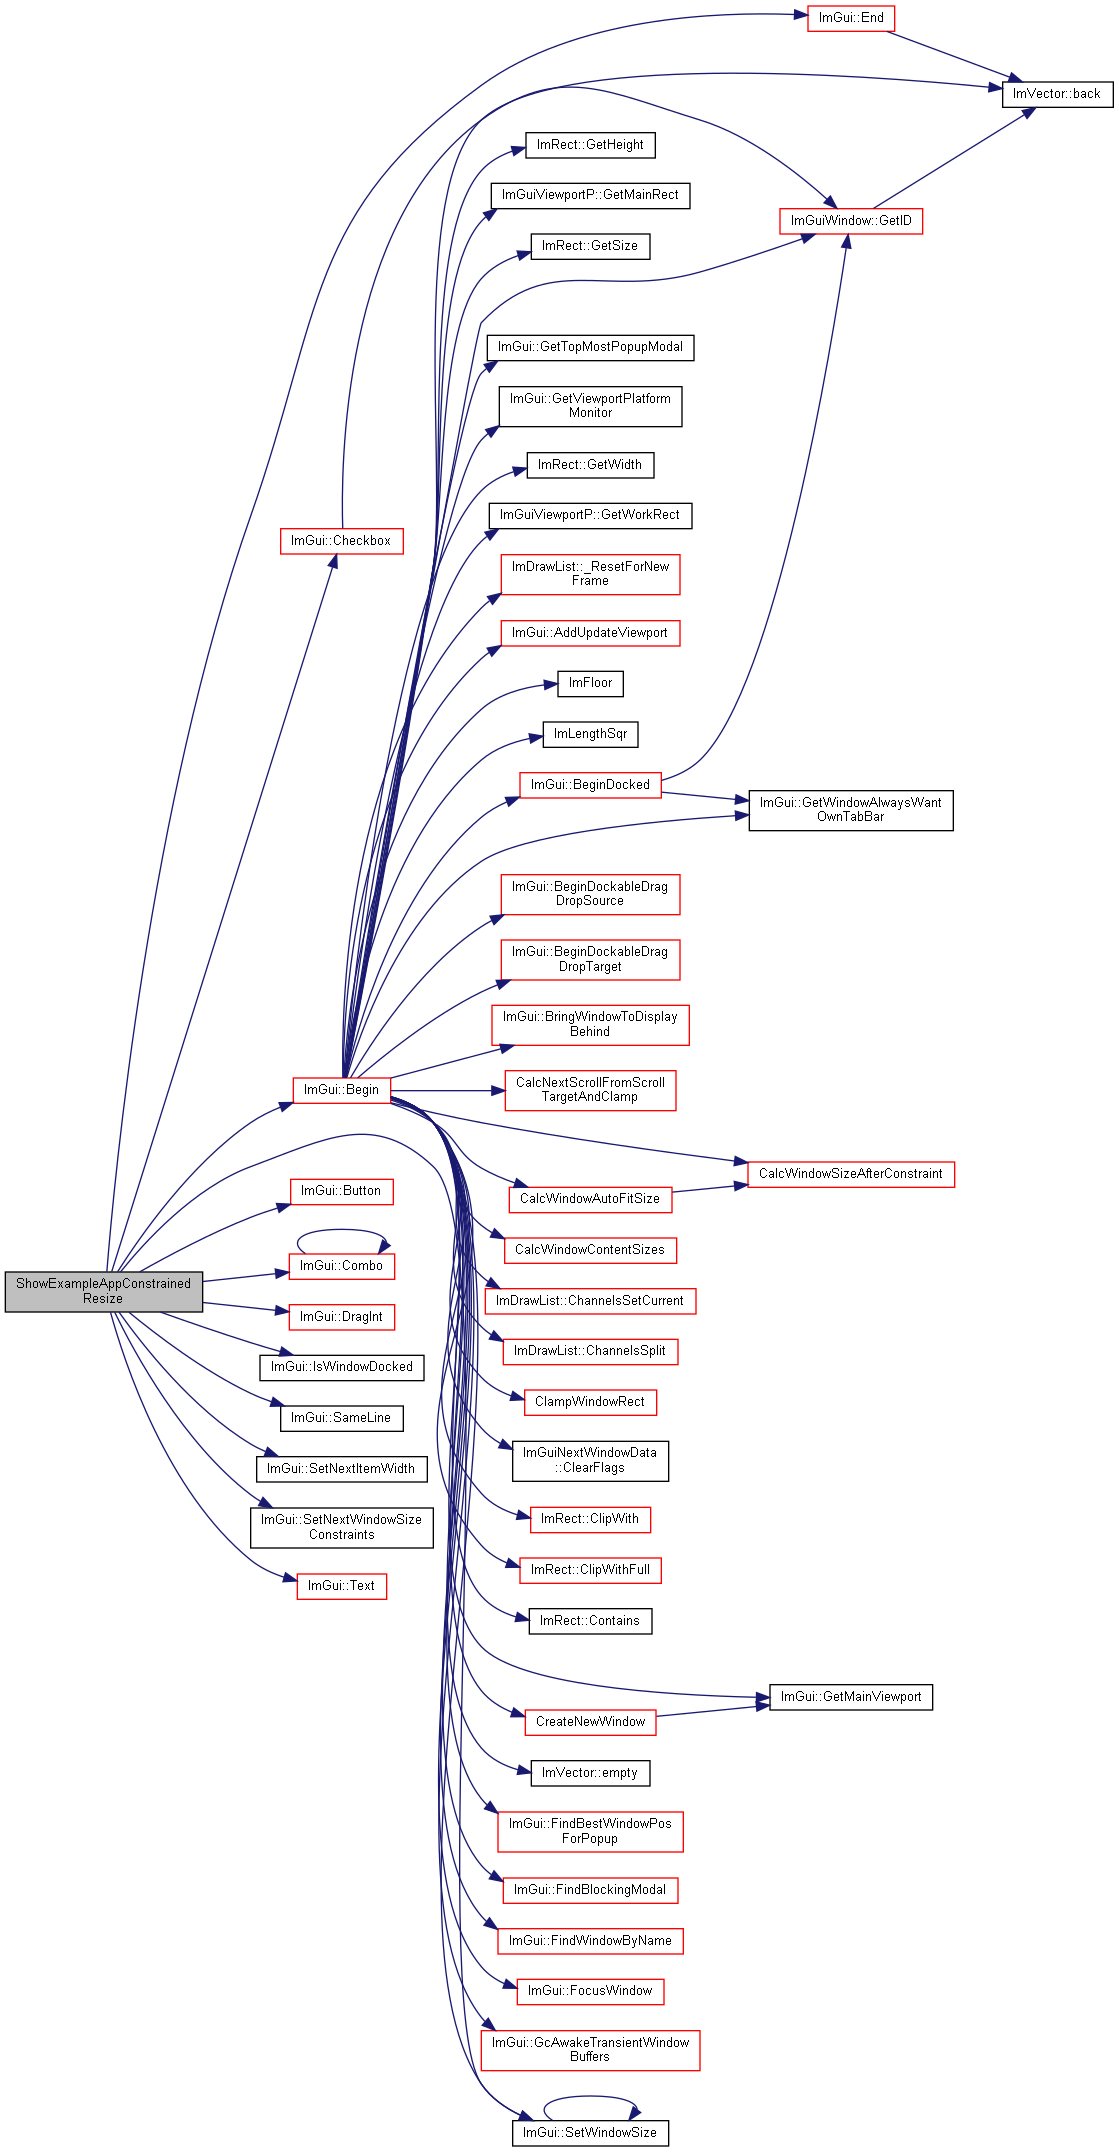 ImGui::End
ImVector::back
ImRect::GetHeight
ImGuiViewportP::GetMainRect
ImGuiWindow::GetID
ImRect::GetSize
ImGui::GetTopMostPopupModal
ImGui::GetViewportPlatform
Monitor
ImRect::GetWidth
ImGuiViewportP::GetWorkRect
ImGui::Checkbox
ImDrawList::_ResetForNew
Frame
ImGui::AddUpdateViewport
ImFloor
ImLengthSqr
ImGui::BeginDocked
ImGui::GetWindowAlwaysWant
OwnTabBar
ImGui::BeginDockableDrag
DropSource
ImGui::BeginDockableDrag
DropTarget
ImGui::BringWindowToDisplay
Behind
ImGui::Begin
CalcNextScrollFromScroll
TargetAndClamp
CalcWindowSizeAfterConstraint
ImGui::Button
CalcWindowAutoFitSize
CalcWindowContentSizes
ImGui::Combo
ShowExampleAppConstrained
Resize
ImDrawList::ChannelsSetCurrent
ImGui::DragInt
ImDrawList::ChannelsSplit
ImGui::IsWindowDocked
ClampWindowRect
ImGui::SameLine
ImGuiNextWindowData
::ClearFlags
ImGui::SetNextItemWidth
ImRect::ClipWith
ImGui::SetNextWindowSize
Constraints
ImRect::ClipWithFull
ImGui::Text
ImRect::Contains
ImGui::GetMainViewport
CreateNewWindow
ImVector::empty
ImGui::FindBestWindowPos
ForPopup
ImGui::FindBlockingModal
ImGui::FindWindowByName
ImGui::FocusWindow
ImGui::GcAwakeTransientWindow
Buffers
ImGui::SetWindowSize